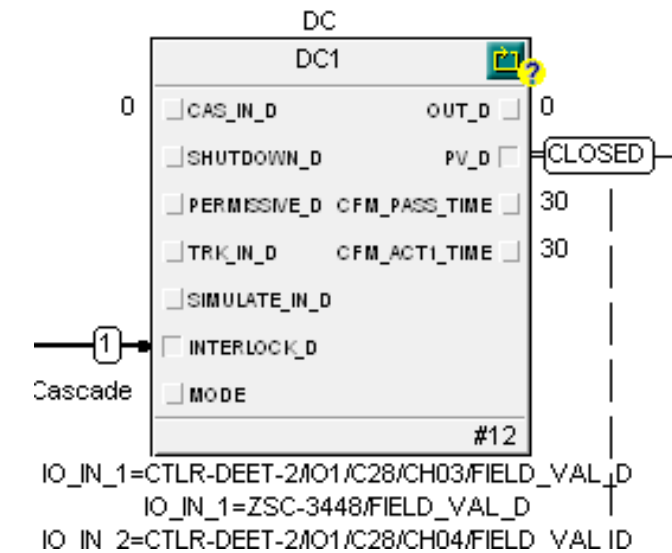 DC
DC1
?
0 CAS_IN_D OUT_D 0
SHUTDOWN_D PV_D CLOSED
PERMISSIVE_D CFM_PASS_TIME 30
TRK_IN_D CFM_ACT1_TIME 30
SIMULATE_IN_D
1 INTERLOCK_D
Cascade MODE
#12
IO_IN_1=CTLR-DEET-2/IO1/C28/CH03/FIELD_VAL_D
IO_IN_1=ZSC-3448/FIELD_VAL_D
IO_IN_2=CTLR-DEET-2/IO1/C28/CH04/FIELD_VAL_D